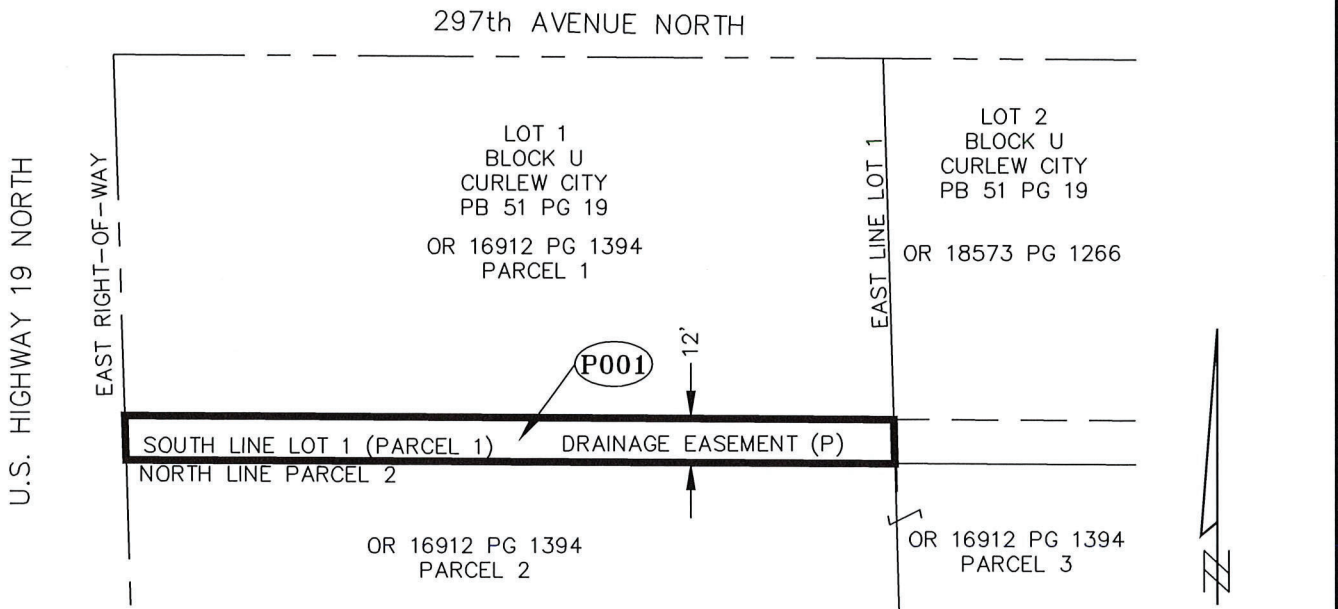 297th AVENUE NORTH
U.S. HIGHWAY 19 NORTH
EAST RIGHT-OF-WAY
LOT 1
BLOCK U
CURLEW CITY
PB 51 PG 19
OR 16912 PG 1394
PARCEL 1
EAST LINE LOT 1
LOT 2
BLOCK U
CURLEW CITY
PB 51 PG 19
OR 18573 PG 1266
P001
12'
SOUTH LINE LOT 1 (PARCEL 1)
DRAINAGE EASEMENT (P)
NORTH LINE PARCEL 2
OR 16912 PG 1394
PARCEL 2
OR 16912 PG 1394
PARCEL 3
N